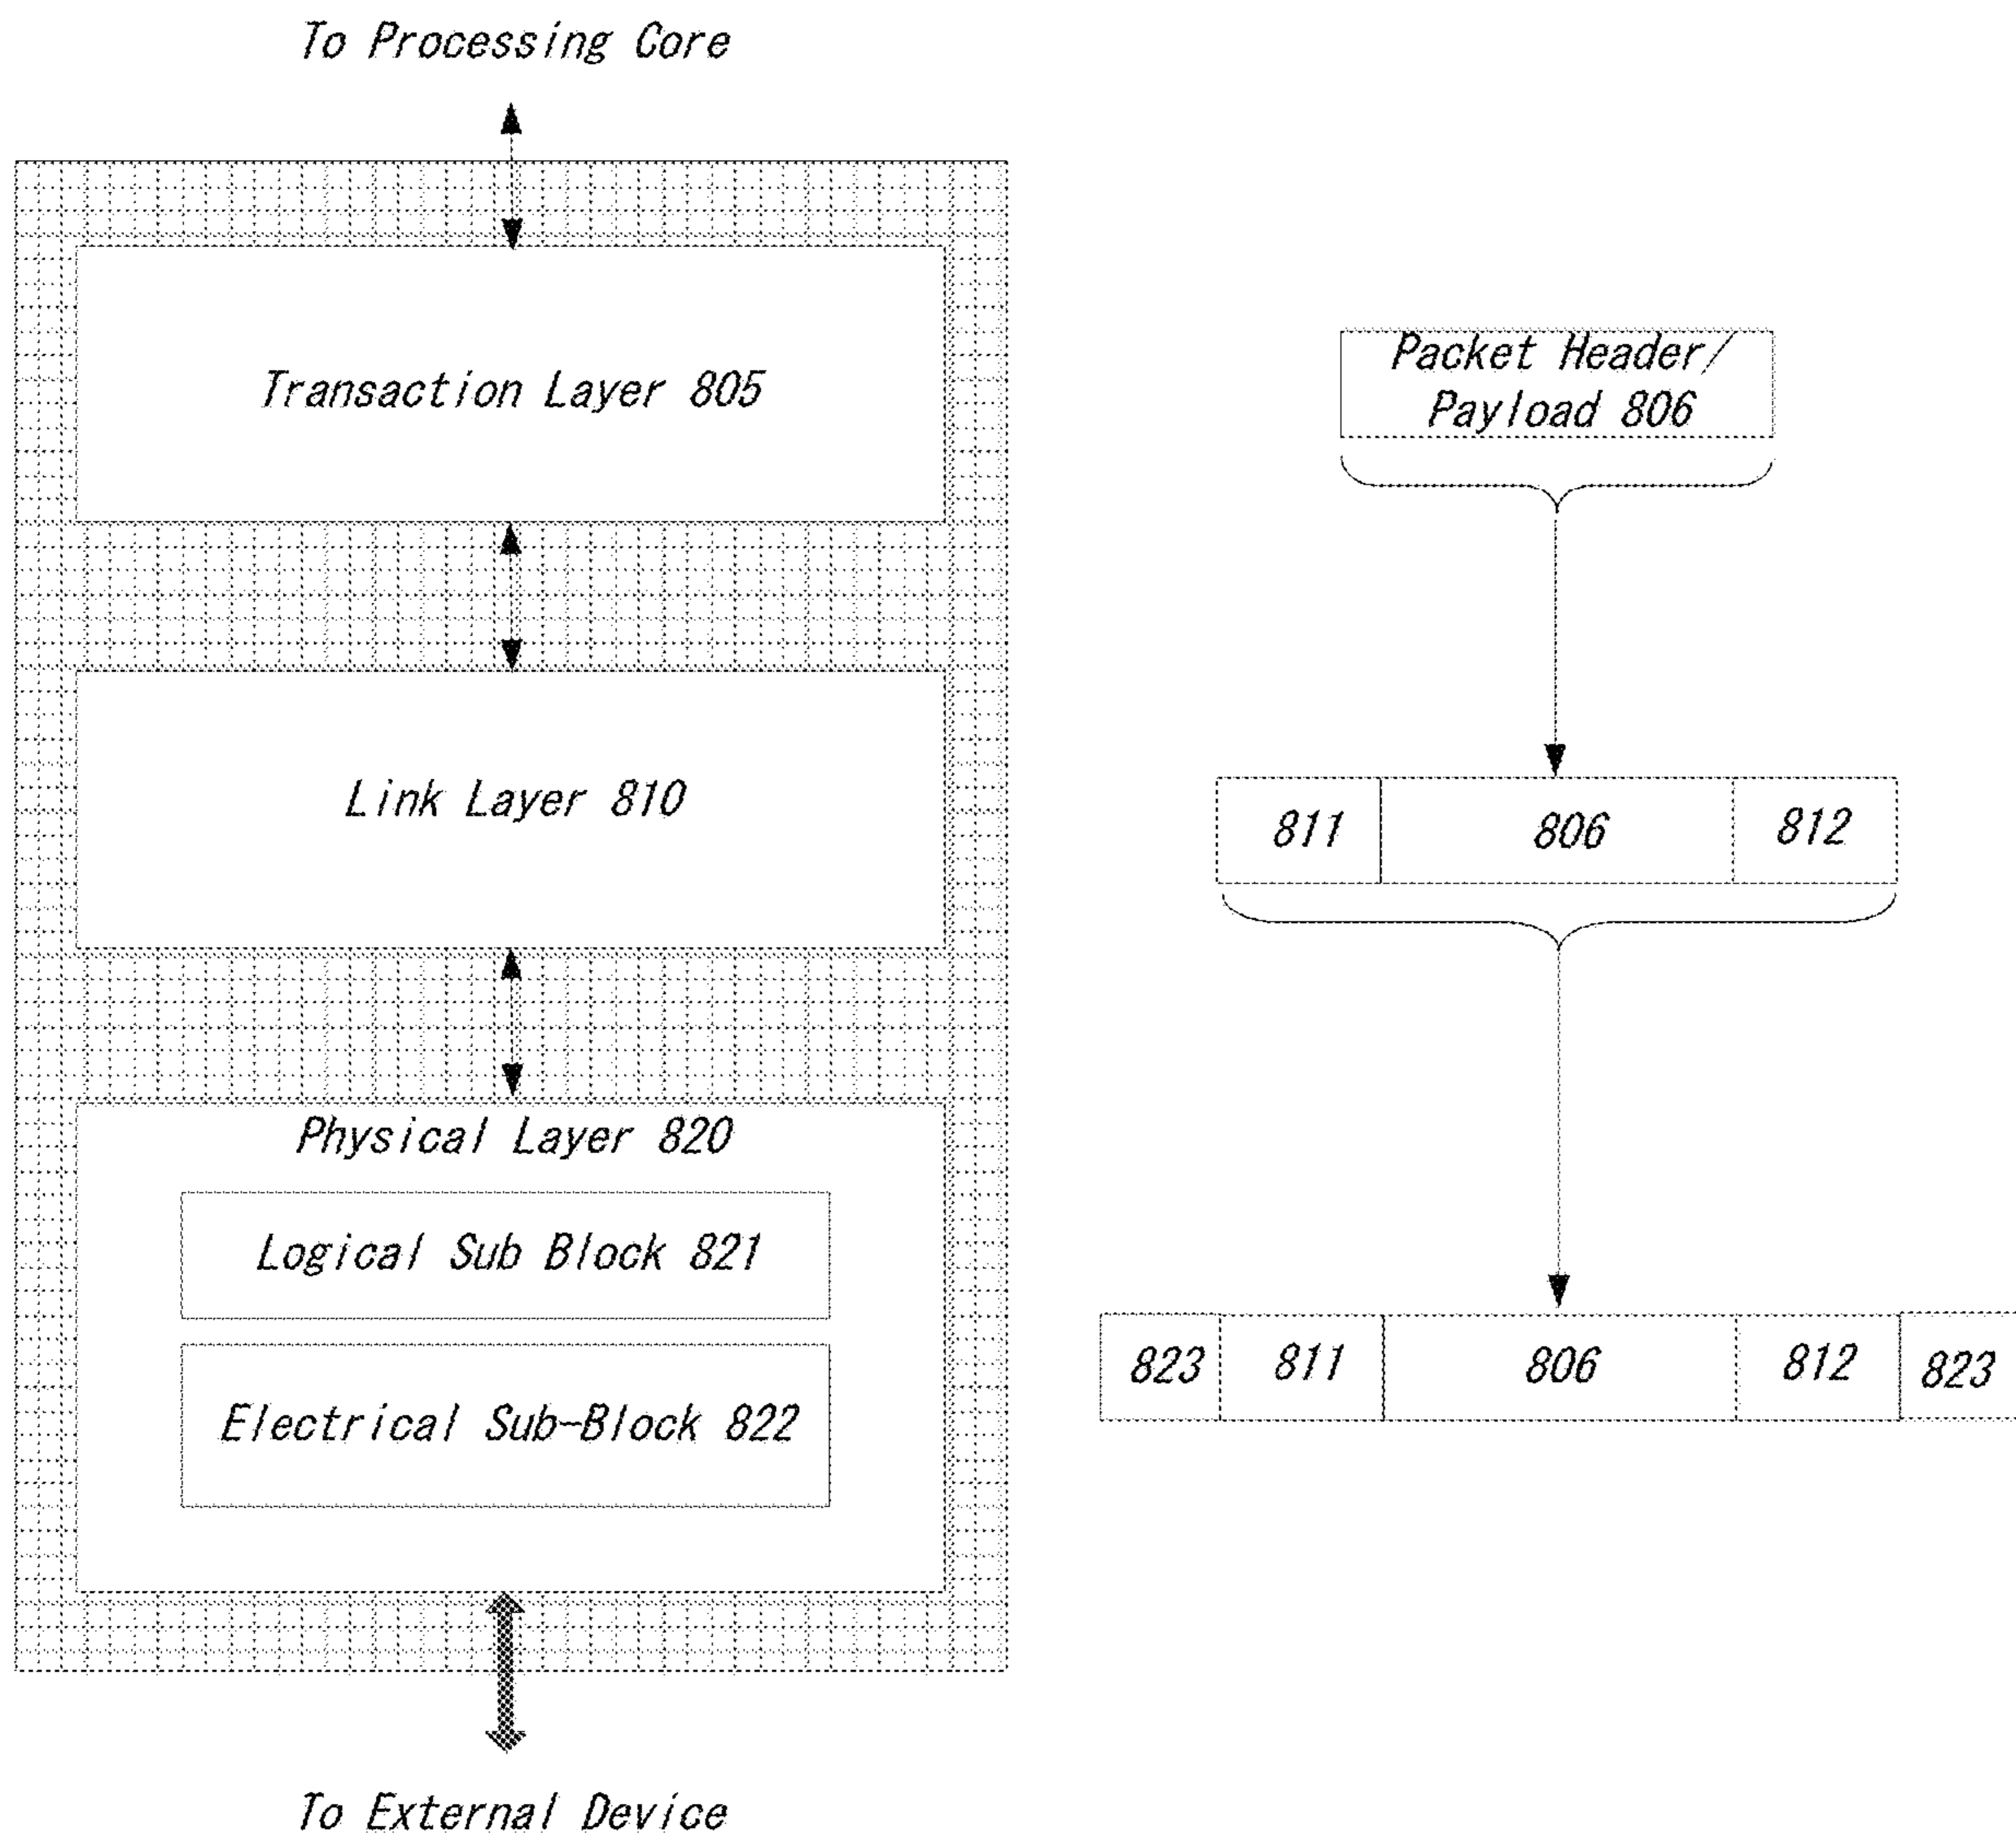 To Processing Core
Transaction Layer 805
Packet Header/
Payload 806
Link Layer 810
811 806 812
Physical Layer 820
Logical Sub Block 821
Electrical Sub-Block 822
823 811 806 812 823
To External Device